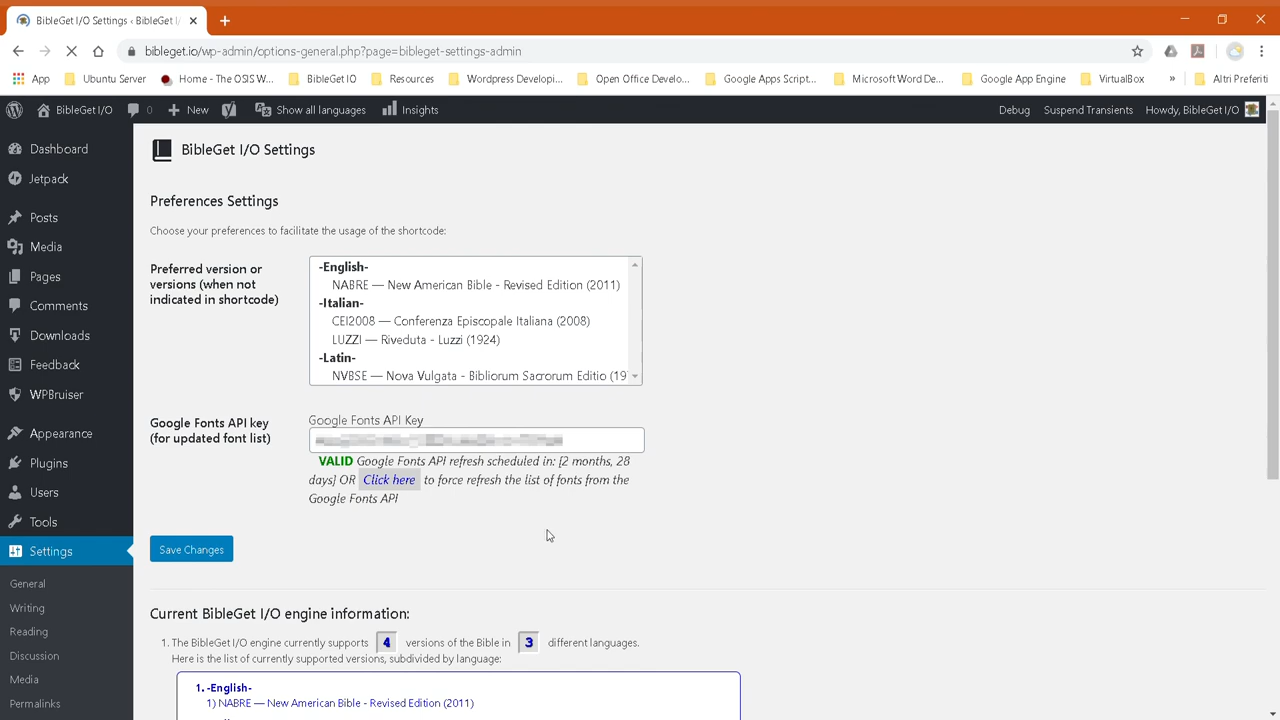 BibleGet I/O Settings ‹ BibleGet I/
bibleget.io/wp-admin/options-general.php?page=bibleget-settings-admin
App
Ubuntu Server
Home - The OSIS W...
BibleGet IO
Resources
Wordpress Developi...
Open Office Develo...
Google Apps Script...
Microsoft Word De...
Google App Engine
VirtualBox
»
Altri Preferiti
BibleGet I/O
0
New
Show all languages
Insights
Debug
Suspend Transients
Howdy, BibleGet I/O
Dashboard
Jetpack
Posts
Media
Pages
Comments
Downloads
Feedback
WPBruiser
Appearance
Plugins
Users
Tools
Settings
General
Writing
Reading
Discussion
Media
Permalinks
BibleGet I/O Settings
Preferences Settings
Choose your preferences to facilitate the usage of the shortcode:
Preferred version or
versions (when not
indicated in shortcode)
-English-
NABRE — New American Bible - Revised Edition (2011)
-Italian-
CEI2008 — Conferenza Episcopale Italiana (2008)
LUZZI — Riveduta - Luzzi (1924)
-Latin-
NVBSE — Nova Vulgata - Bibliorum Sacrorum Editio (19
Google Fonts API key
(for updated font list)
Google Fonts API Key
VALID Google Fonts API refresh scheduled in: [2 months, 28
days] OR Click here to force refresh the list of fonts from the
Google Fonts API
Save Changes
Current BibleGet I/O engine information:
1. The BibleGet I/O engine currently supports 4 versions of the Bible in 3 different languages.
Here is the list of currently supported versions, subdivided by language:
1. -English-
1) NABRE — New American Bible - Revised Edition (2011)